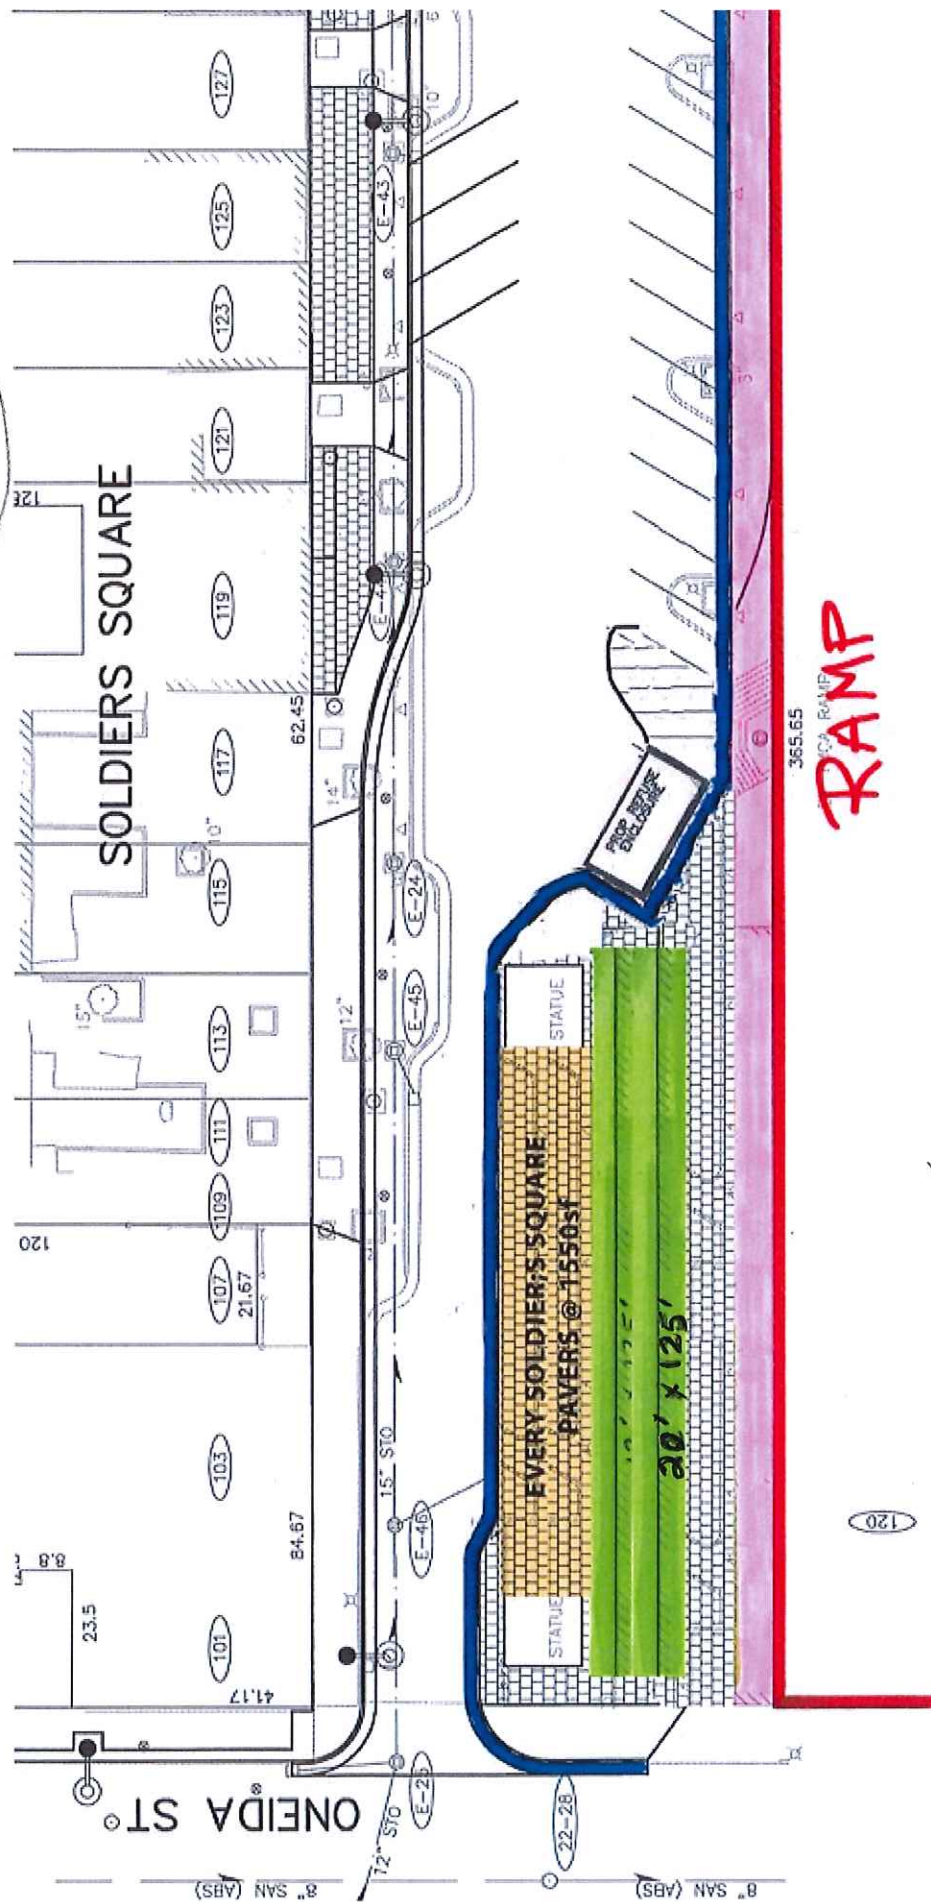 SOLDIERS SQUARE
127
125
123
121
119
117
115
113
111
109
107
103
101
E-43
10"
126
62.45
14"
10"
15"
12"
E-24
E-45
120
21.67
84.67
15" STO
E-46
8.8
23.5
41.17
ONEIDA ST
E-25
12" STO
8" SAN (ABS)
8" SAN (ABS)
22-28
PROP. REFUSE
ENCLOSURE
STATUE
EVERY SOLDIER'S SQUARE
PAVERS @ 1550sf
STATUE
20' x 125'
365.65
RAMP
RAMP
120